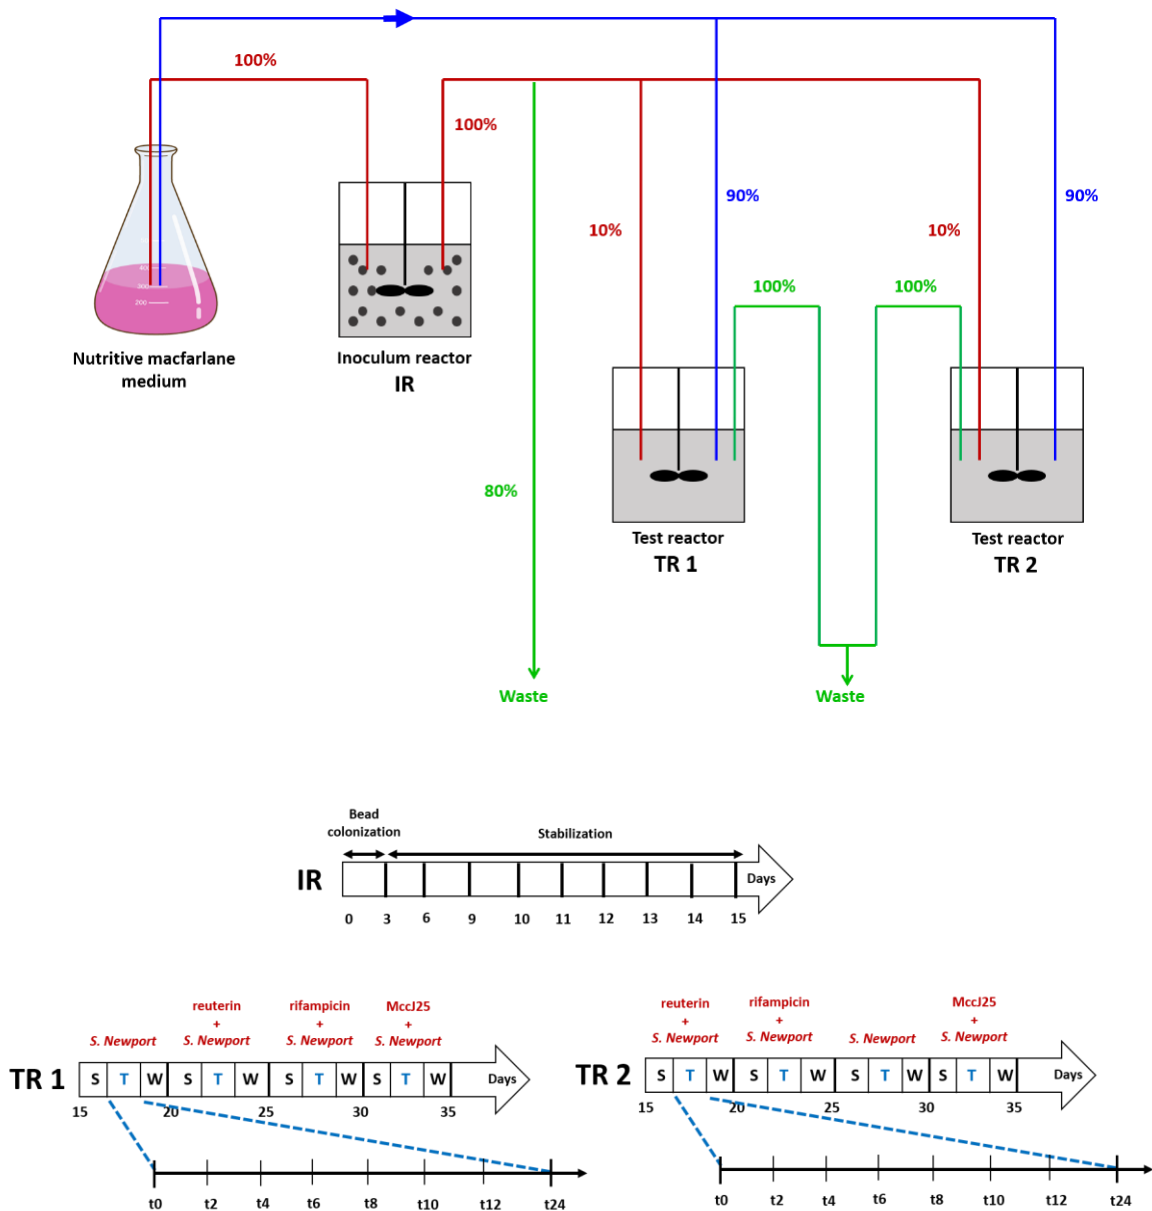 100%
100%
90%
90%
10%
10%
400
300
200
100%
100%
Nutritive macfarlane
medium
Inoculum reactor
IR
80%
Test reactor
TR 1
Test reactor
TR 2
Waste
Waste
Bead
colonization
Stabilization
IR
Days
0 3 6 9 10 11 12 13 14 15
reuterin
+
S. Newport
rifampicin
+
S. Newport
MccJ25
+
S. Newport
S. Newport
TR 1
S T W S T W S T W S T W
Days
15 20 25 30 35
t0 t2 t4 t6 t8 t10 t12 t24
reuterin
+
S. Newport
rifampicin
+
S. Newport
S. Newport
MccJ25
+
S. Newport
TR 2
S T W S T W S T W S T W
Days
15 20 25 30 35
t0 t2 t4 t6 t8 t10 t12 t24